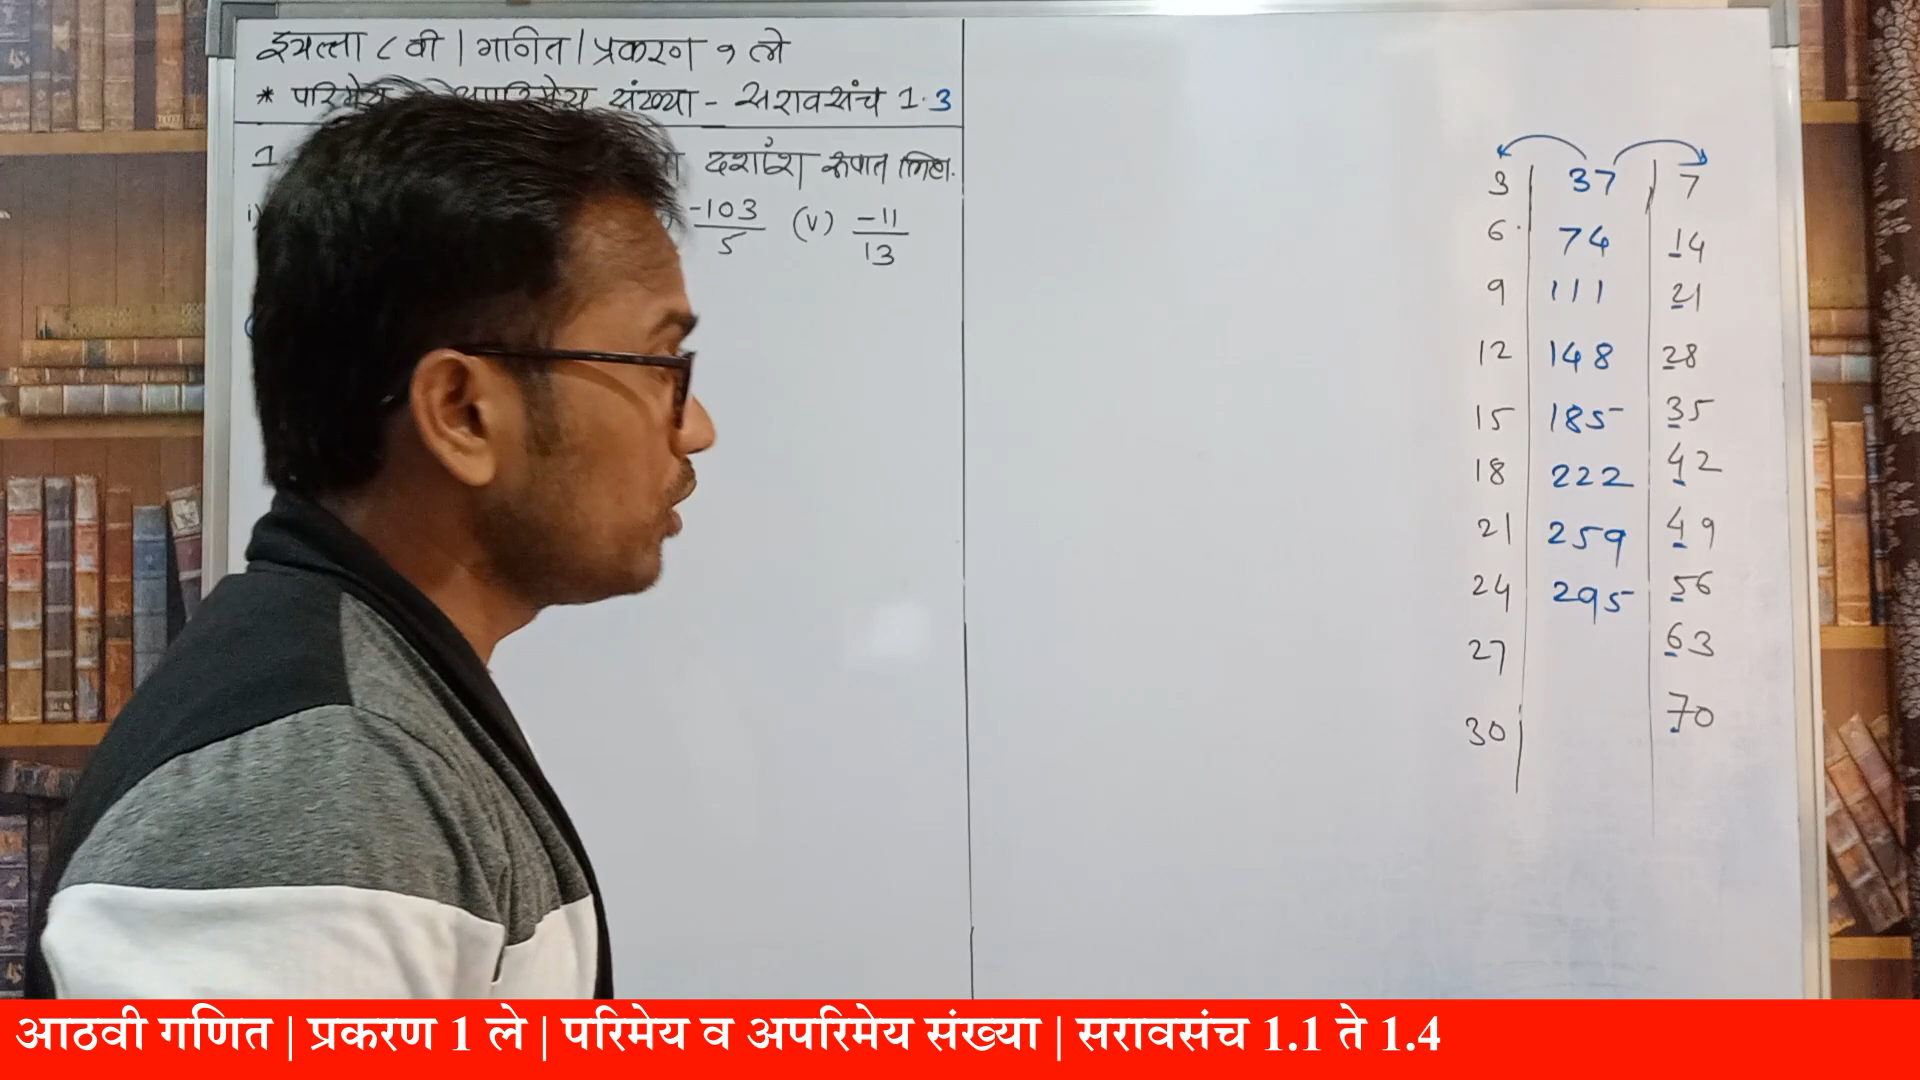 इयत्ता ८ वी | गणित | प्रकरण १ ले
* परिमेय अपरिमेय संख्या - सरावसंच 1.3
1. दशांश रूपात लिहा.
i) -103/5 (v) -11/13
3 37 7
6 74 14
9 111 21
12 148 28
15 185 35
18 222 42
21 259 49
24 295 56
27 63
30 70
आठवी गणित | प्रकरण 1 ले | परिमेय व अपरिमेय संख्या | सरावसंच 1.1 ते 1.4